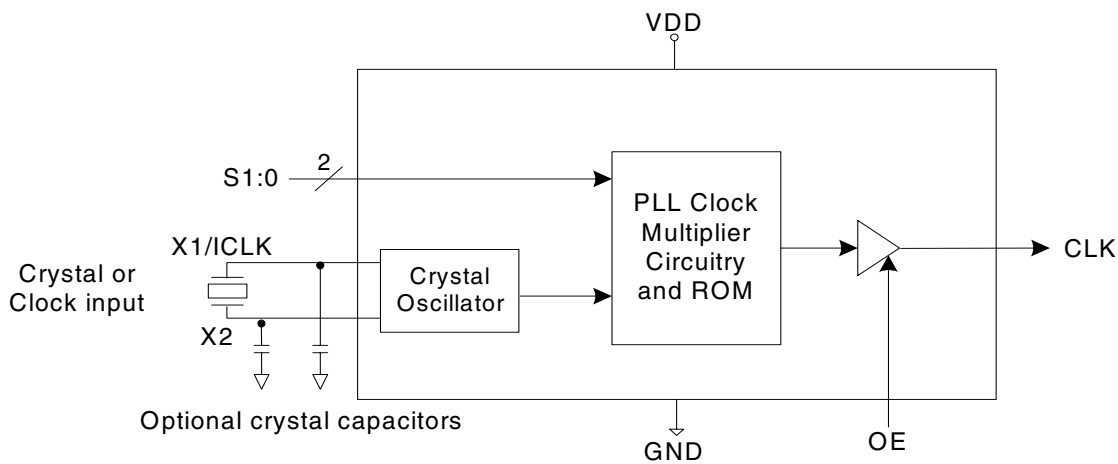 VDD
2
S1:0
PLL Clock
Multiplier
Circuitry
and ROM
X1/ICLK
CLK
Crystal or
Clock input
Crystal
Oscillator
X2
Optional crystal capacitors
GND
OE